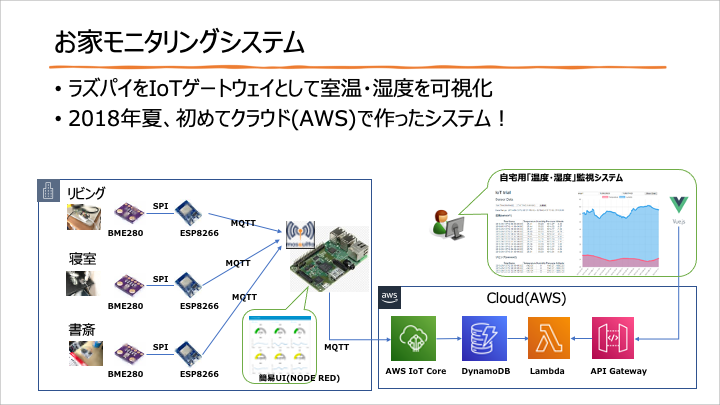 お家モニタリングシステム
• ラズパイをIoTゲートウェイとして室温・湿度を可視化
• 2018年夏、初めてクラウド(AWS)で作ったシステム！
リビング
SPI
BME280
ESP8266
MQTT
寝室
SPI
BME280
ESP8266
MQTT
書斎
SPI
BME280
ESP8266
MQTT
mosquitto
簡易UI(NODE RED)
MQTT
自宅用「温度・湿度」監視システム
IoT trial
Vue.js
aws
Cloud(AWS)
AWS IoT Core
DynamoDB
Lambda
API Gateway